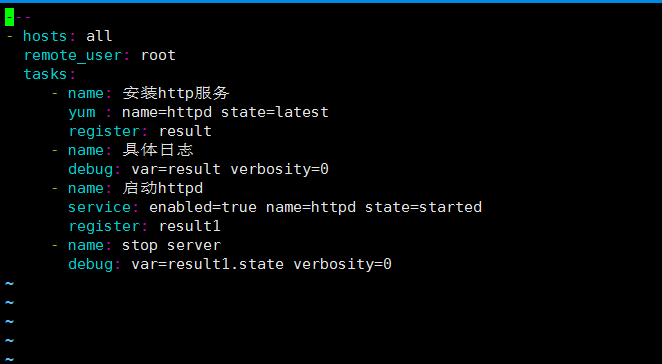 ---
- hosts: all
  remote_user: root
  tasks:
     - name: 安装http服务
       yum : name=httpd state=latest
       register: result
     - name: 具体日志
       debug: var=result verbosity=0
     - name: 启动httpd
       service: enabled=true name=httpd state=started
       register: result1
     - name: stop server
       debug: var=result1.state verbosity=0
~
~
~
~
~